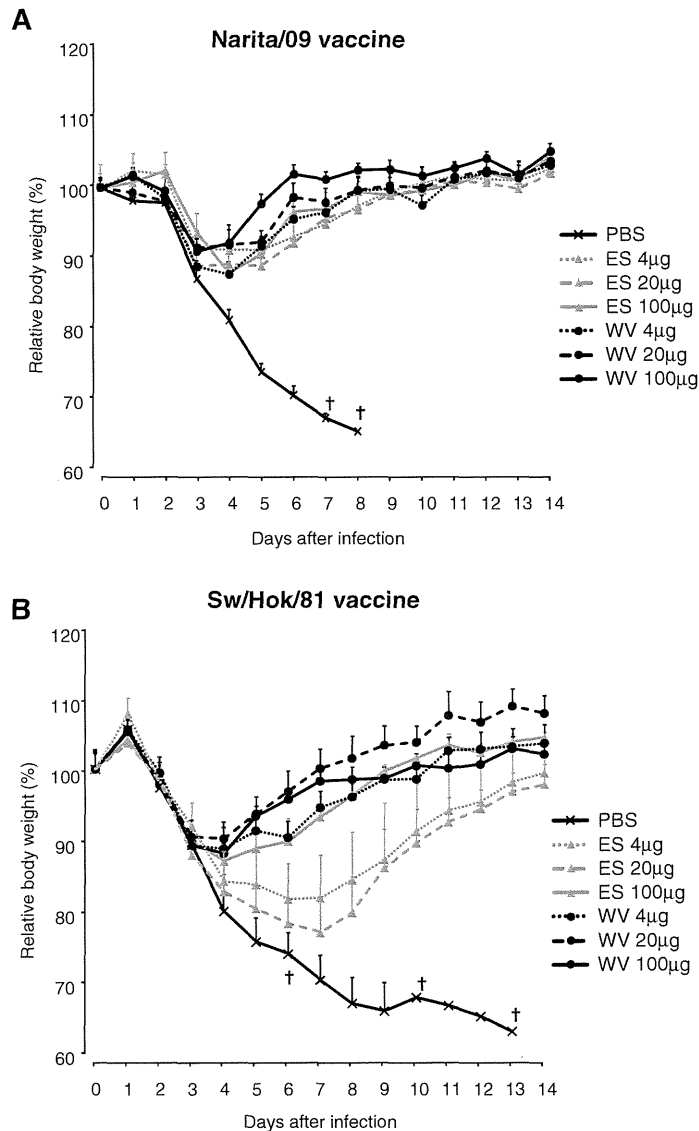 A
Narita/09 vaccine
120
110
100
90
80
70
60
Relative body weight (%)
†
†
0 1 2 3 4 5 6 7 8 9 10 11 12 13 14
Days after infection
PBS
ES 4μg
ES 20μg
ES 100μg
WV 4μg
WV 20μg
WV 100μg
B
Sw/Hok/81 vaccine
120
110
100
90
80
70
60
Relative body weight (%)
†
†
†
0 1 2 3 4 5 6 7 8 9 10 11 12 13 14
Days after infection
PBS
ES 4μg
ES 20μg
ES 100μg
WV 4μg
WV 20μg
WV 100μg